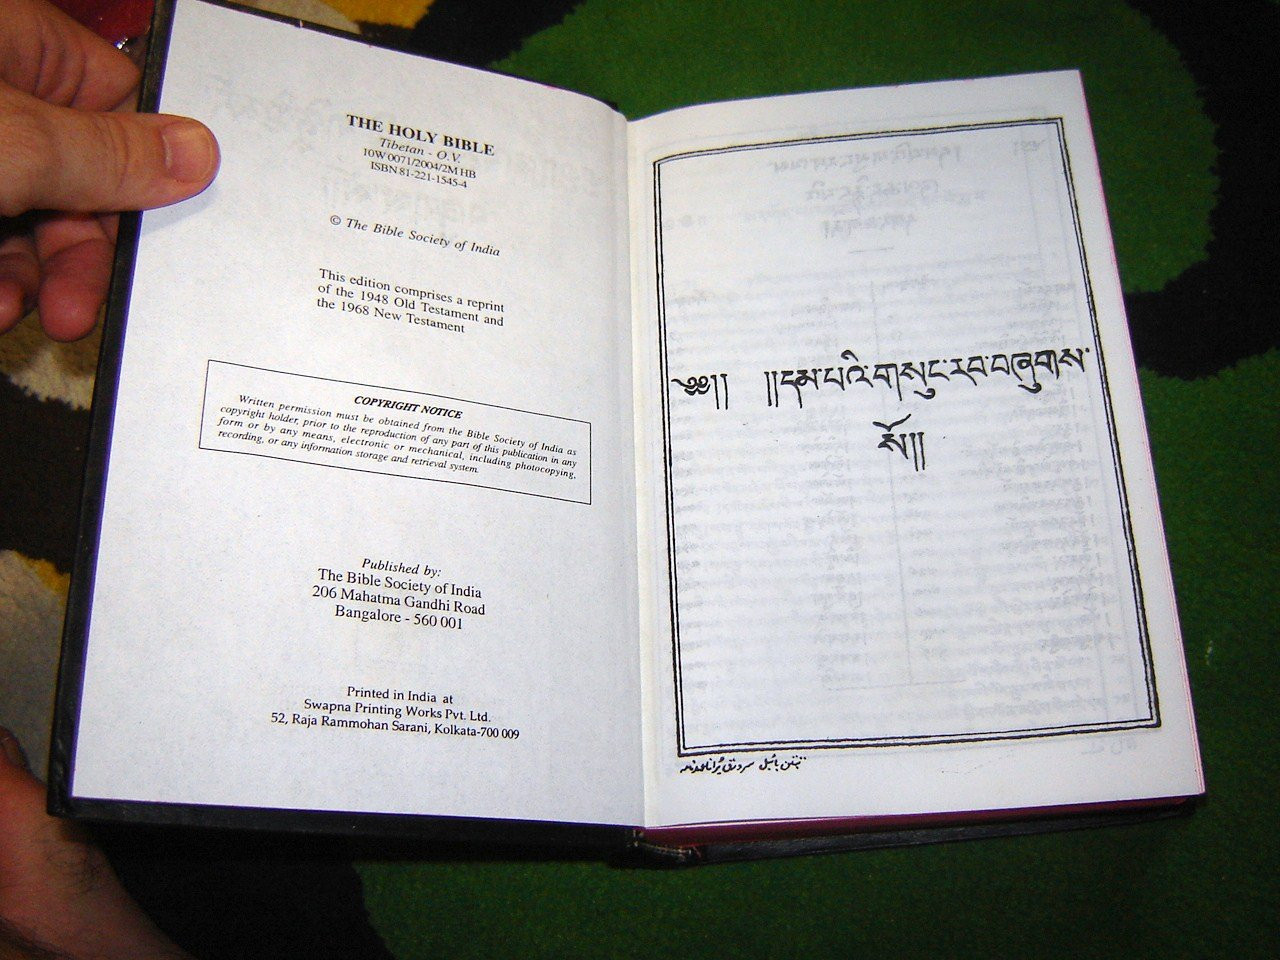 THE HOLY BIBLE
Tibetan - O.V.
10W 0071/2004/2M HB
ISBN 81-221-1545-4
© The Bible Society of India
This edition comprises a reprint
of the 1948 Old Testament and
the 1968 New Testament
COPYRIGHT NOTICE
Written permission must be obtained from the Bible Society of India as
copyright holder, prior to the reproduction of any part of this publication in any
form or by any means, electronic or mechanical, including photocopying,
recording, or any information storage and retrieval system.
Published by:
The Bible Society of India
206 Mahatma Gandhi Road
Bangalore - 560 001
Printed in India at
Swapna Printing Works Pvt. Ltd.
52, Raja Rammohan Sarani, Kolkata-700 009
༄༅།། །།དམ་པའི་གསུང་རབ་བཞུགས་
སོ།།
تبتن بائبل سرورق پرانا عہدنامہ